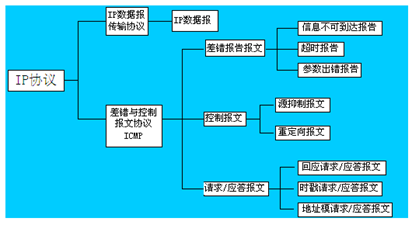 IP协议
IP数据报
传输协议
IP数据报
差错与控制
报文协议
ICMP
差错报告报文
信息不可到达报告
超时报告
参数出错报告
控制报文
源抑制报文
重定向报文
请求/应答报文
回应请求/应答报文
时戳请求/应答报文
地址模请求/应答报文